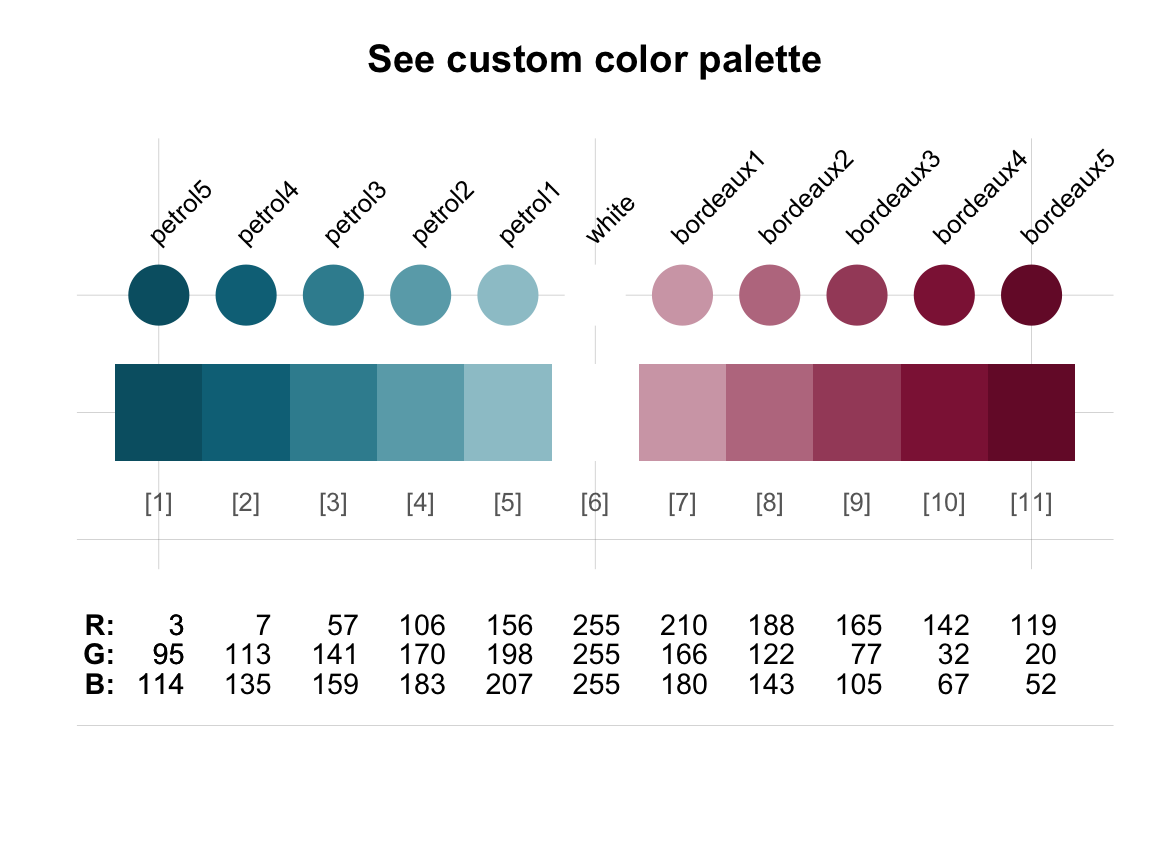 See custom color palette
petrol5 petrol4 petrol3 petrol2 petrol1 white bordeaux1 bordeaux2 bordeaux3 bordeaux4 bordeaux5
[1] [2] [3] [4] [5] [6] [7] [8] [9] [10] [11]
R: 3 7 57 106 156 255 210 188 165 142 119
G: 95 113 141 170 198 255 166 122 77 32 20
B: 114 135 159 183 207 255 180 143 105 67 52